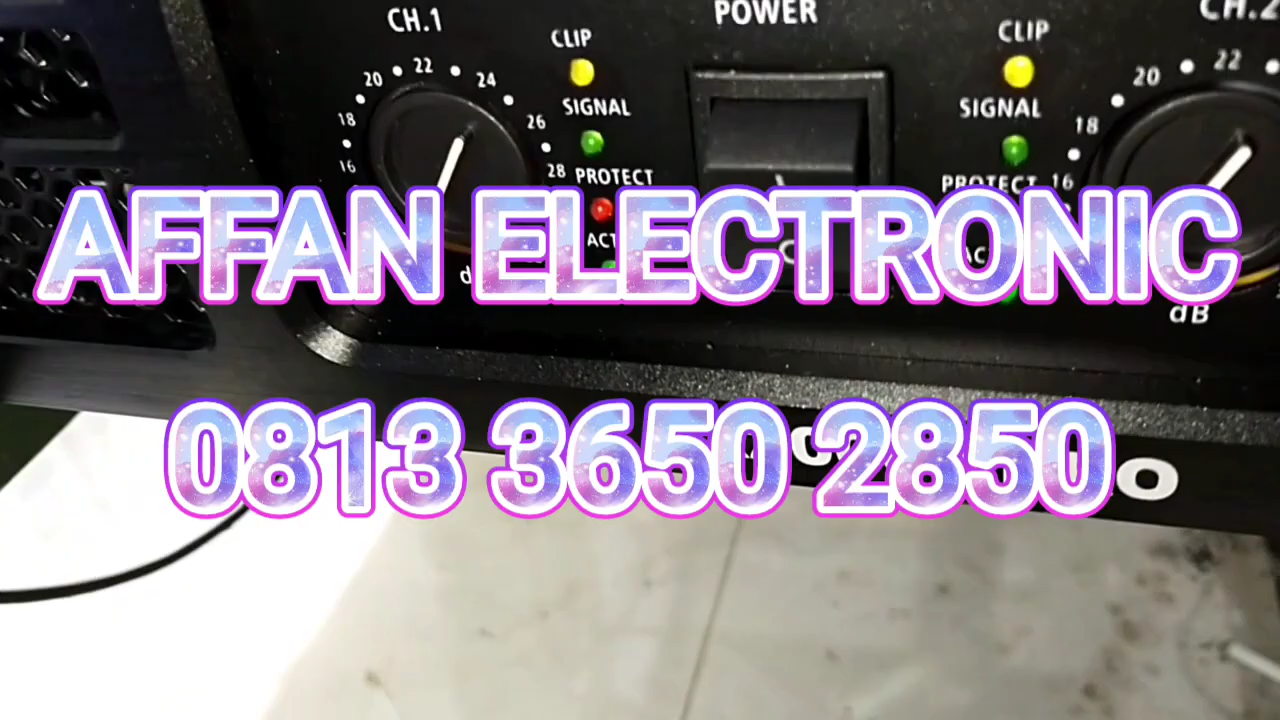 CH.1
POWER
CH.2
CLIP
CLIP
20 22 24
20 22
SIGNAL
SIGNAL
18 26
18
16 28
16
PROTECT
PROTECT
AFFAN ELECTRONIC
dB
0813 3650 2850